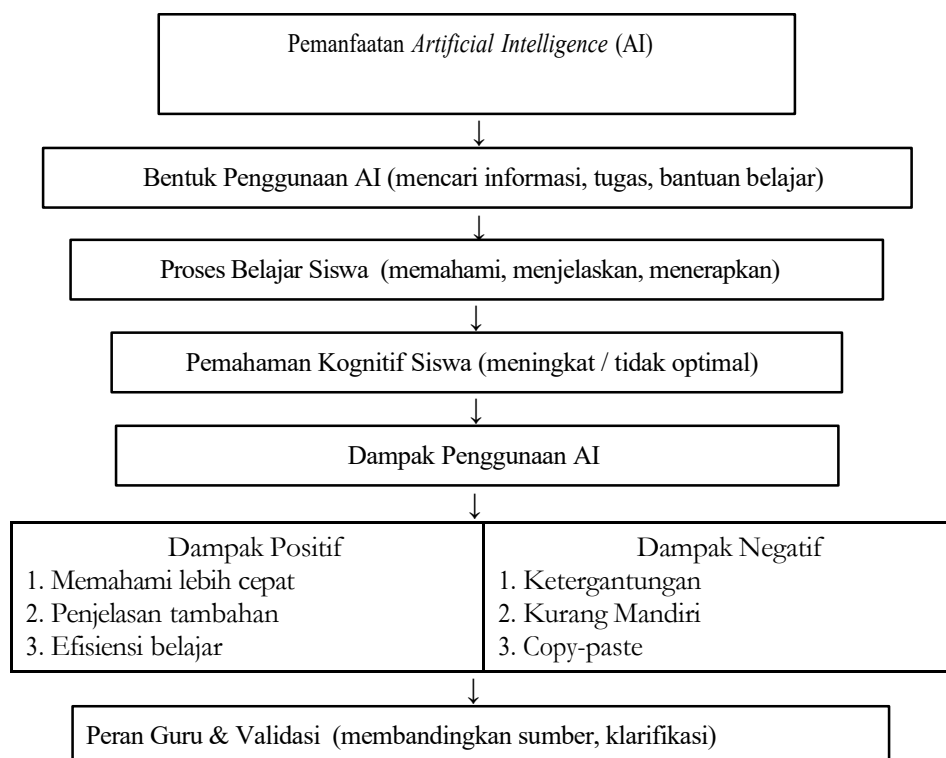 Pemanfaatan Artificial Intelligence (AI)
↓
Bentuk Penggunaan AI (mencari informasi, tugas, bantuan belajar)
↓
Proses Belajar Siswa (memahami, menjelaskan, menerapkan)
↓
Pemahaman Kognitif Siswa (meningkat / tidak optimal)
↓
Dampak Penggunaan AI
↓
Dampak Positif
1. Memahami lebih cepat
2. Penjelasan tambahan
3. Efisiensi belajar
Dampak Negatif
1. Ketergantungan
2. Kurang Mandiri
3. Copy-paste
↓
Peran Guru & Validasi (membandingkan sumber, klarifikasi)